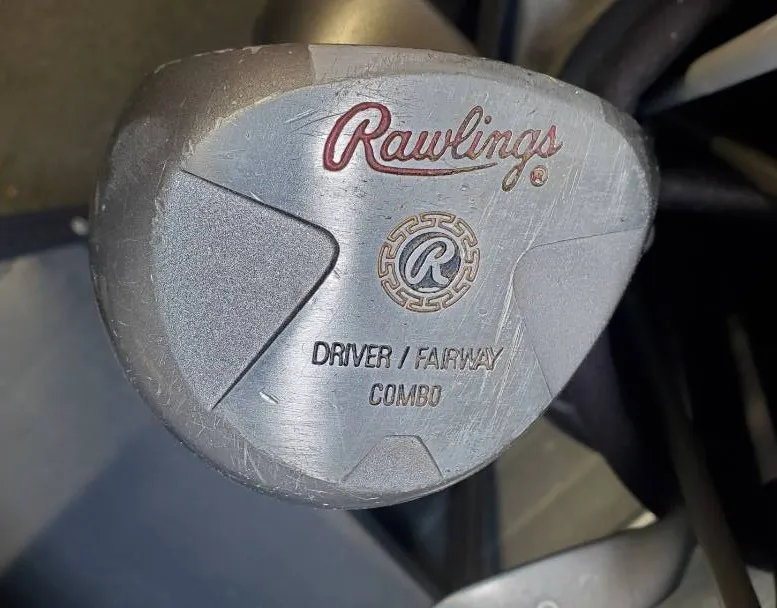 Rawlings ®
R
DRIVER / FAIRWAY
COMBO